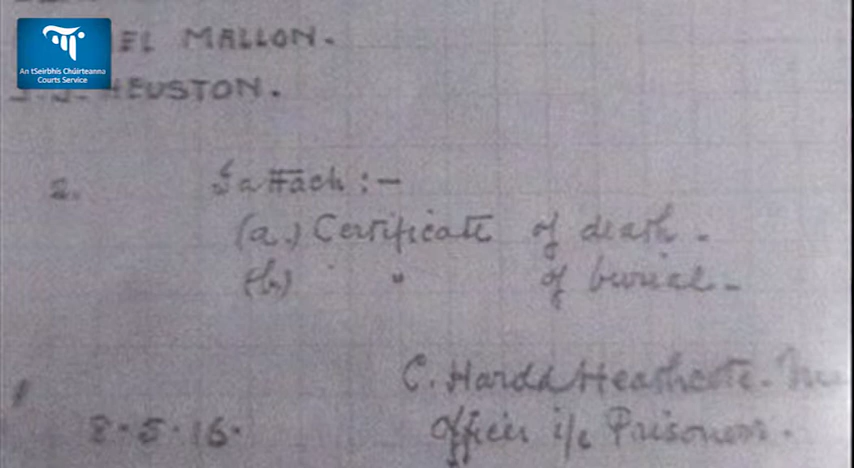 An tSeirbhís Chúirteanna
Courts Service
EL MALLON.
HEUSTON.
2. I attach :-
(a.) Certificate of death.
(b.) " of burial.
C. Harold Heathcote.
8.5.16. Officer i/c Prisoners.